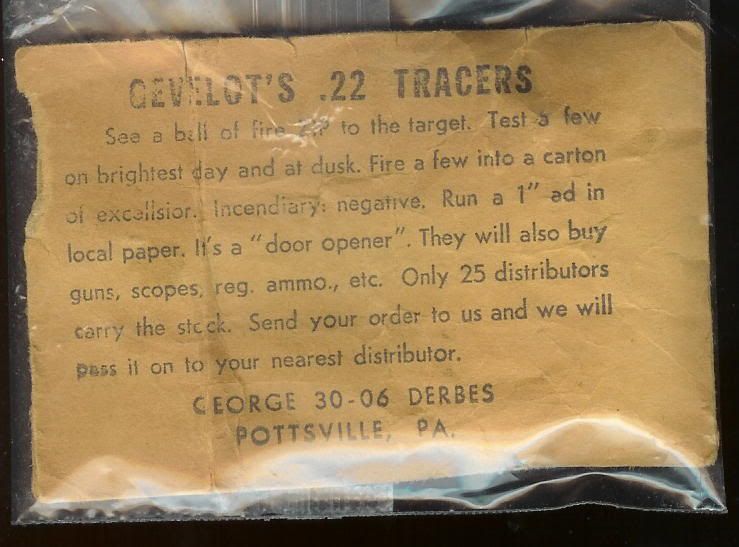 GEVELOT'S .22 TRACERS
See a ball of fire ZIP to the target. Test a few
on brightest day and at dusk. Fire a few into a carton
of excellsior. Incendiary: negative. Run a 1" ad in
local paper. It's a "door opener". They will also buy
guns, scopes, reg. ammo., etc. Only 25 distributors
carry the stock. Send your order to us and we will
pass it on to your nearest distributor.
GEORGE 30-06 DERBES
POTTSVILLE, PA.